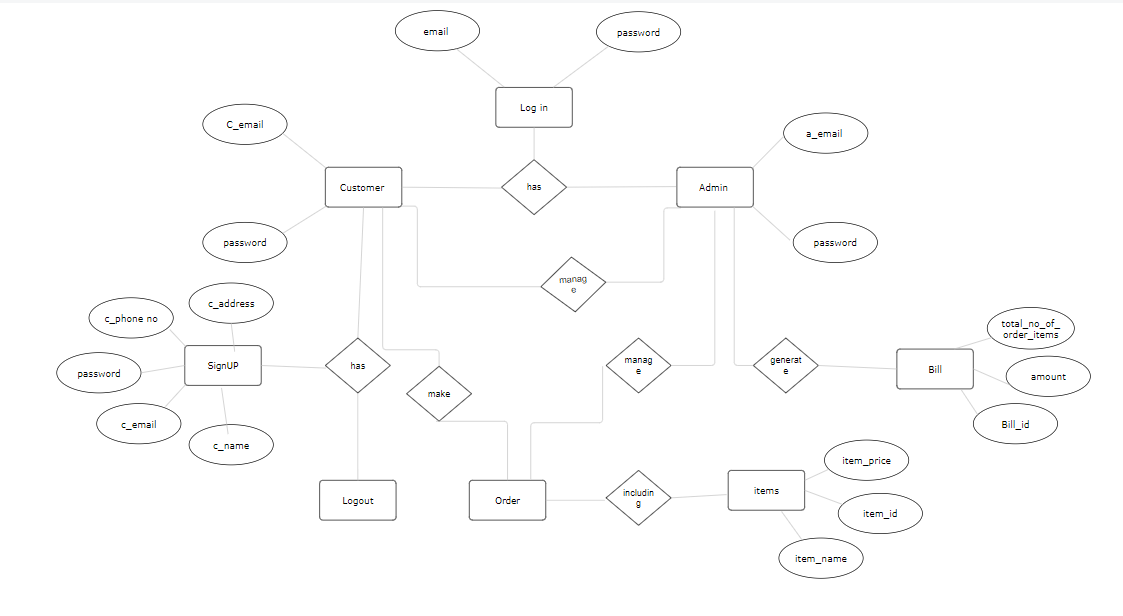 email
password
Log in
C_email
a_email
Customer
has
Admin
password
password
manag
e
c_address
c_phone no
total_no_of_
order_items
SignUP
has
manag
e
generat
e
Bill
password
amount
make
c_email
Bill_id
c_name
item_price
Logout
Order
includin
g
items
item_id
item_name